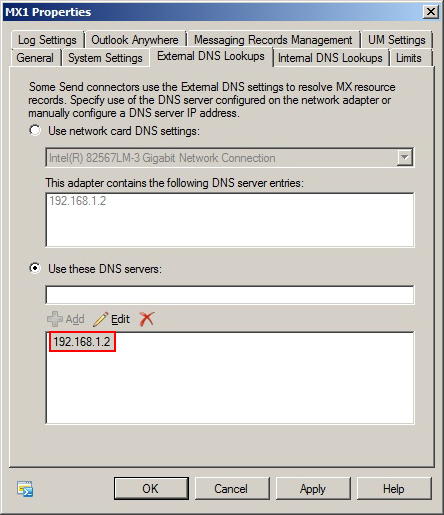 MX1 Properties
Log Settings Outlook Anywhere Messaging Records Management UM Settings
General System Settings External DNS Lookups Internal DNS Lookups Limits
Some Send connectors use the External DNS settings to resolve MX resource
records. Specify use of the DNS server configured on the network adapter or
manually configure a DNS server IP address.
Use network card DNS settings:
Intel(R) 82567LM-3 Gigabit Network Connection
This adapter contains the following DNS server entries:
192.168.1.2
Use these DNS servers:
Add Edit
192.168.1.2
OK Cancel Apply Help